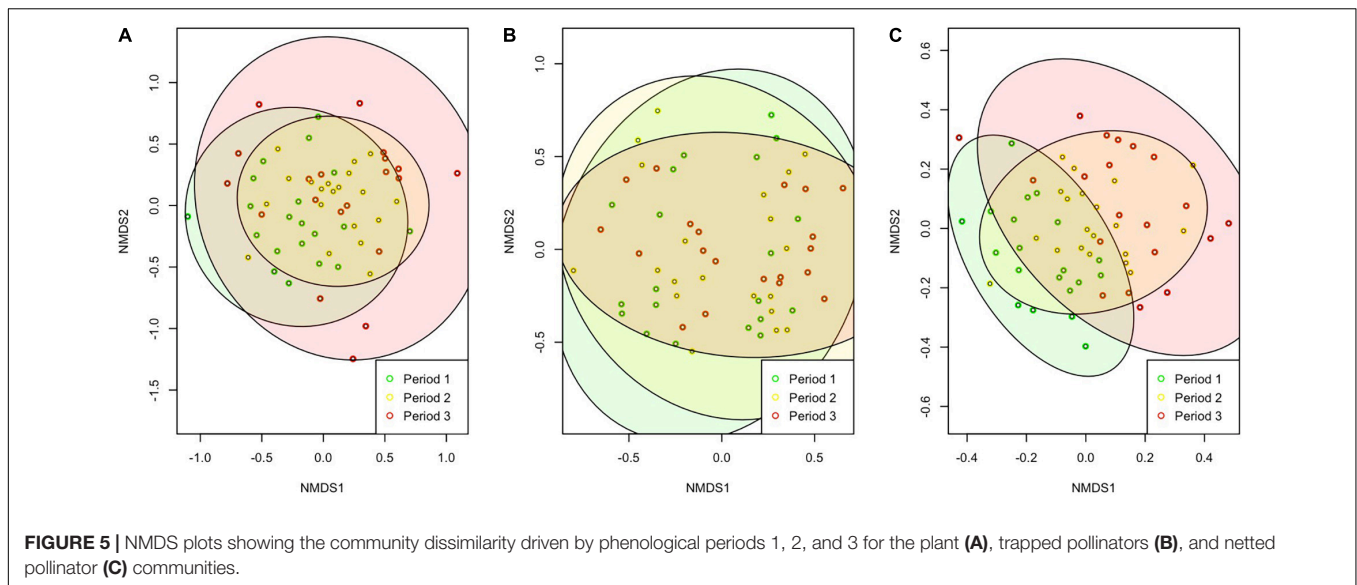 A
B
C
1.0
0.5
0.0
-0.5
-1.0
-1.5
NMDS2
-1.0
-0.5
0.0
0.5
1.0
NMDS1
Period 1
Period 2
Period 3
1.0
0.5
0.0
-0.5
NMDS2
-0.5
0.0
0.5
NMDS1
Period 1
Period 2
Period 3
0.6
0.4
0.2
0.0
-0.2
-0.4
-0.6
NMDS2
-0.4
-0.2
0.0
0.2
0.4
NMDS1
Period 1
Period 2
Period 3
FIGURE 5 | NMDS plots showing the community dissimilarity driven by phenological periods 1, 2, and 3 for the plant (A), trapped pollinators (B), and netted
pollinator (C) communities.